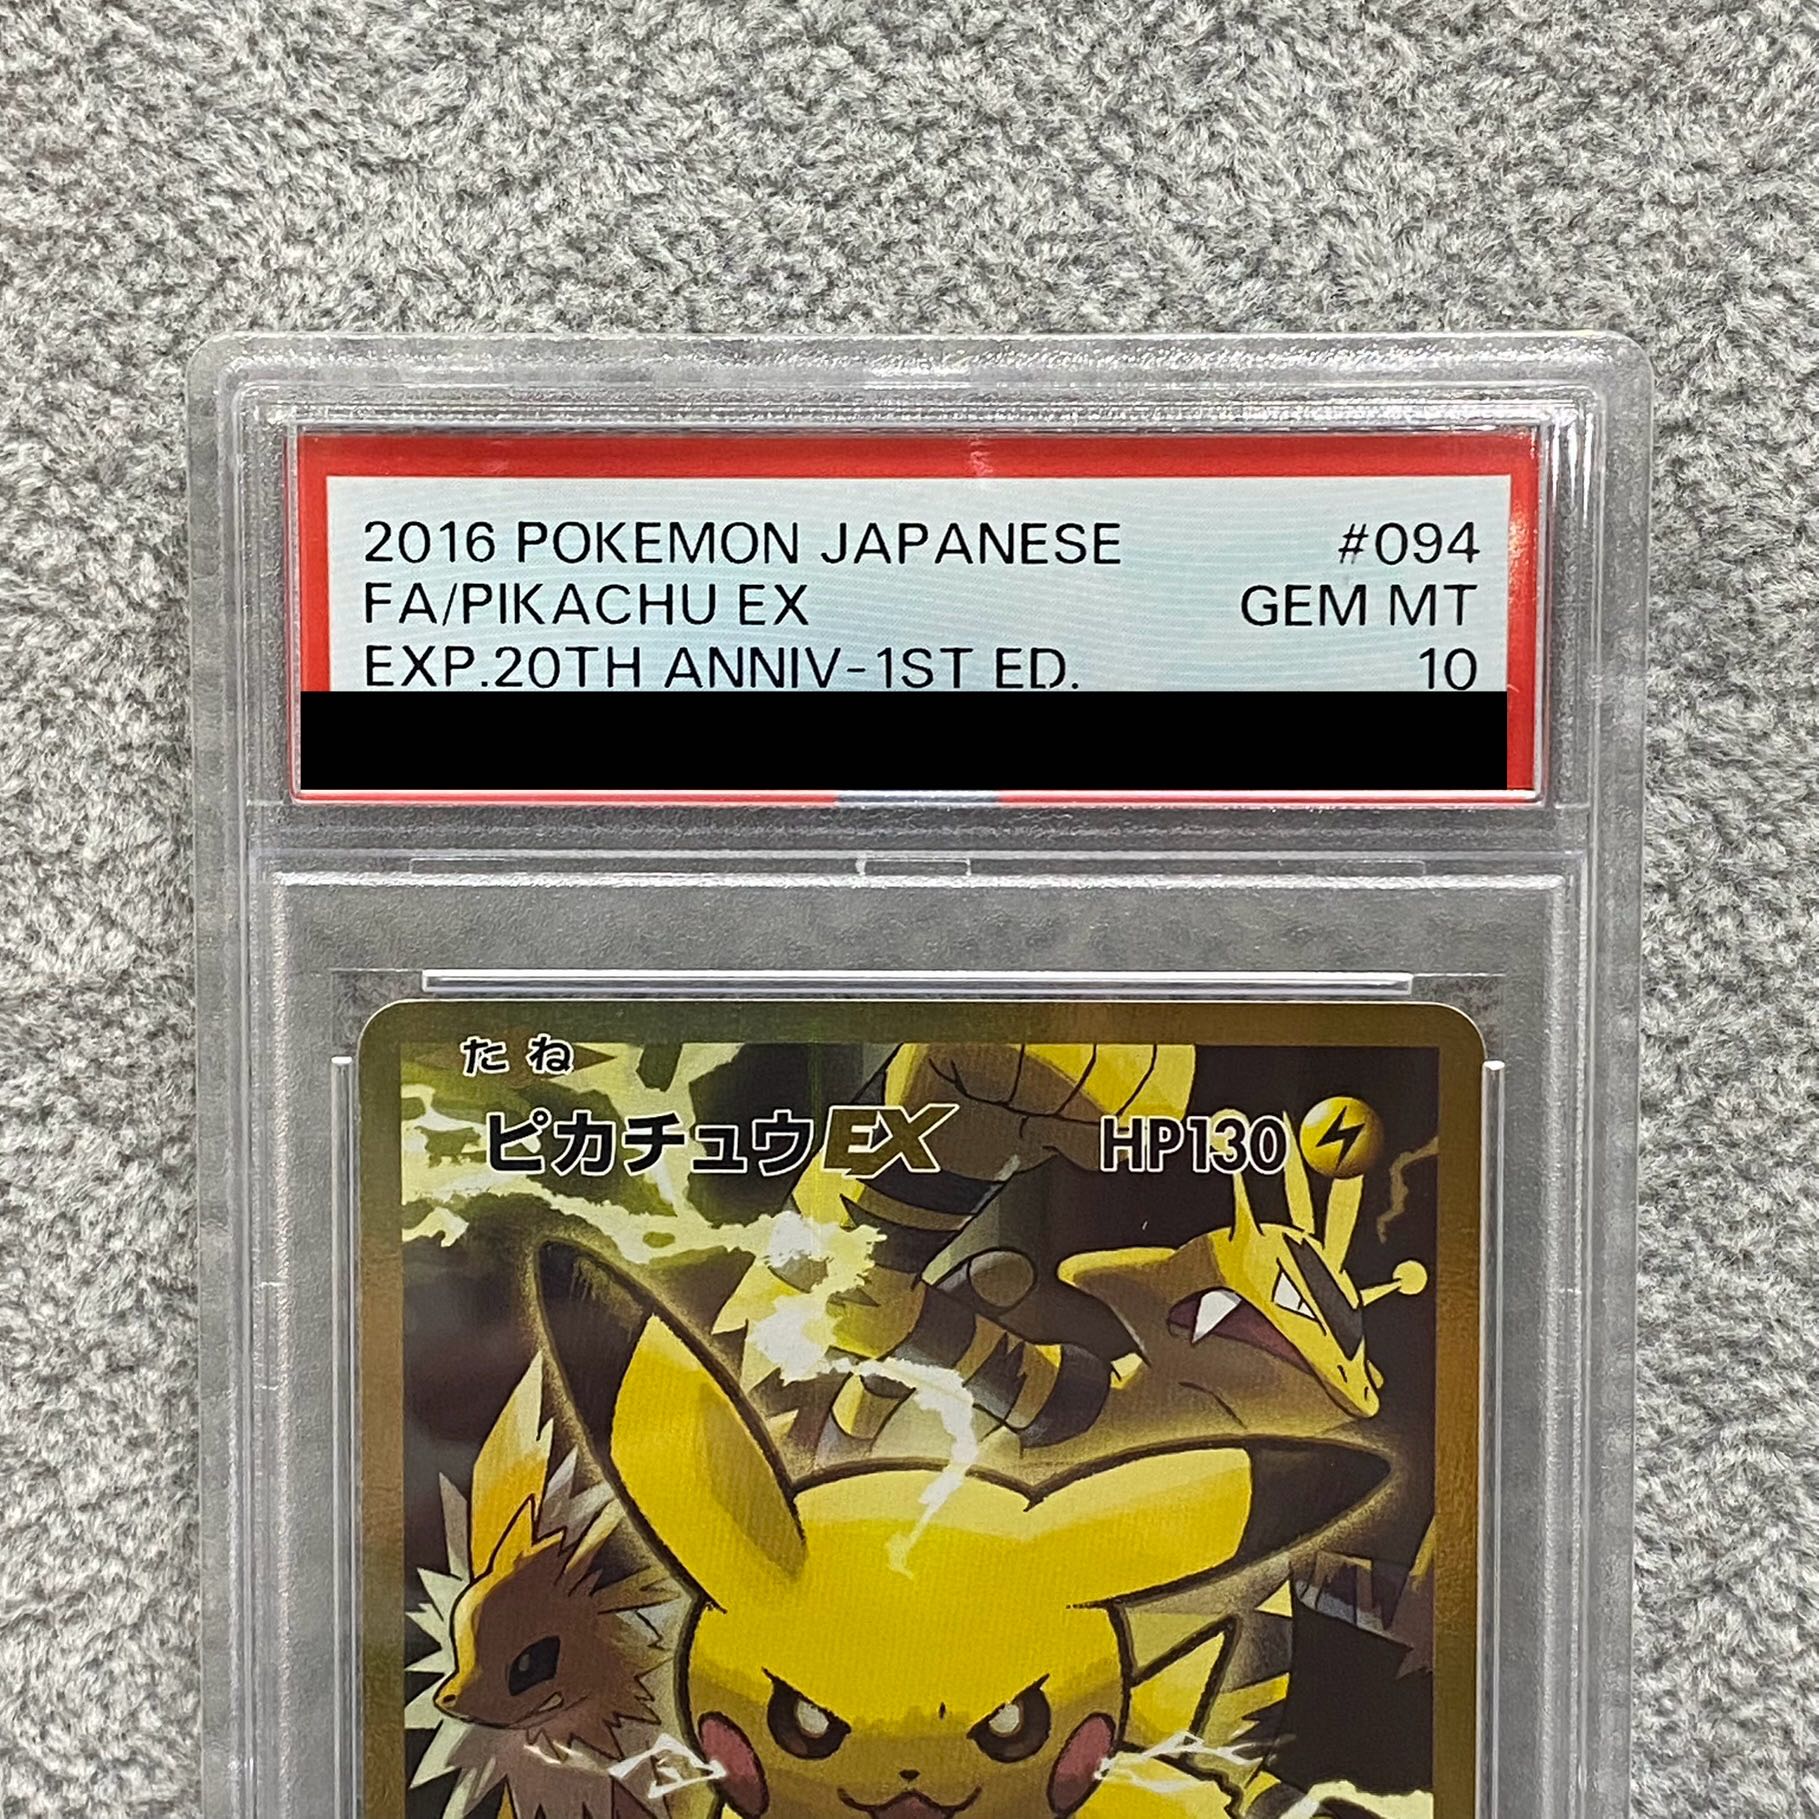 2016 POKEMON JAPANESE #094
FA/PIKACHU EX GEM MT
EXP.20TH ANNIV-1ST ED. 10
たね
ピカチュウEX HP130